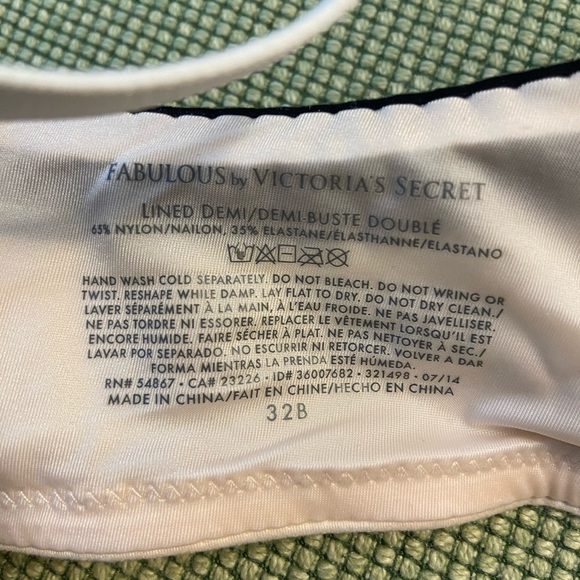 FABULOUS by VICTORIA'S SECRET
LINED DEMI/DEMI-BUSTE DOUBLÉ
65% NYLON/NAILON, 35% ELASTANE/ÉLASTHANNE/ELASTANO
HAND WASH COLD SEPARATELY. DO NOT BLEACH. DO NOT WRING OR
TWIST. RESHAPE WHILE DAMP. LAY FLAT TO DRY. DO NOT DRY CLEAN./
LAVER SÉPARÉMENT À LA MAIN, À L'EAU FROIDE. NE PAS JAVELLISER.
NE PAS TORDRE NI ESSORER. REPLACER LE VÊTEMENT LORSQU'IL EST
ENCORE HUMIDE. FAIRE SÉCHER À PLAT. NE PAS NETTOYER À SEC./
LAVAR POR SEPARADO. NO ESCURRIR NI RETORCER. VOLVER A DAR
FORMA MIENTRAS LA PRENDA ESTÉ HÚMEDA.
RN# 54867 • CA# 23226 • ID# 36007682 • 321498 • 07/14
MADE IN CHINA/FAIT EN CHINE/HECHO EN CHINA
32B